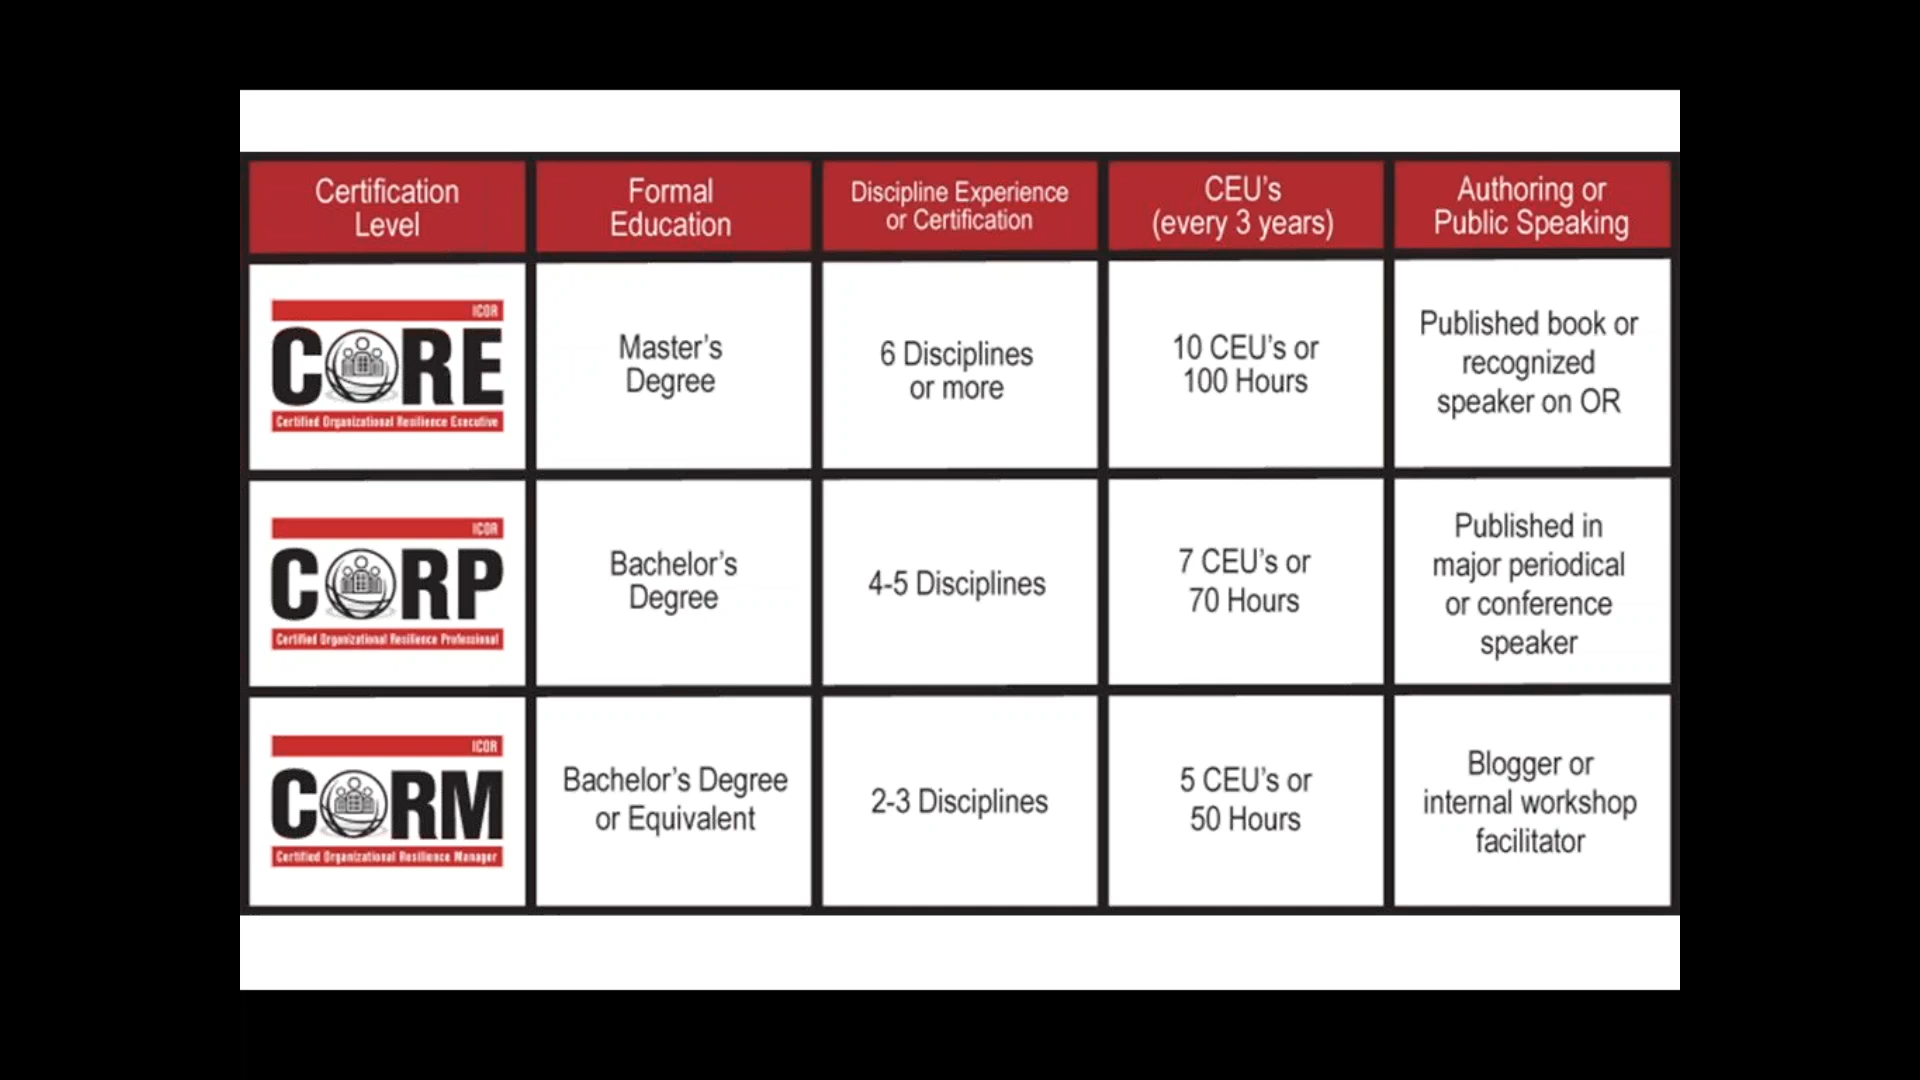 Certification
Level
Formal
Education
Discipline Experience
or Certification
CEU's
(every 3 years)
Authoring or
Public Speaking
ICOR
CORE
Certified Organizational Resilience Executive
Master's
Degree
6 Disciplines
or more
10 CEU's or
100 Hours
Published book or
recognized
speaker on OR
ICOR
CORP
Certified Organizational Resilience Professional
Bachelor's
Degree
4-5 Disciplines
7 CEU's or
70 Hours
Published in
major periodical
or conference
speaker
ICOR
CORM
Certified Organizational Resilience Manager
Bachelor's Degree
or Equivalent
2-3 Disciplines
5 CEU's or
50 Hours
Blogger or
internal workshop
facilitator